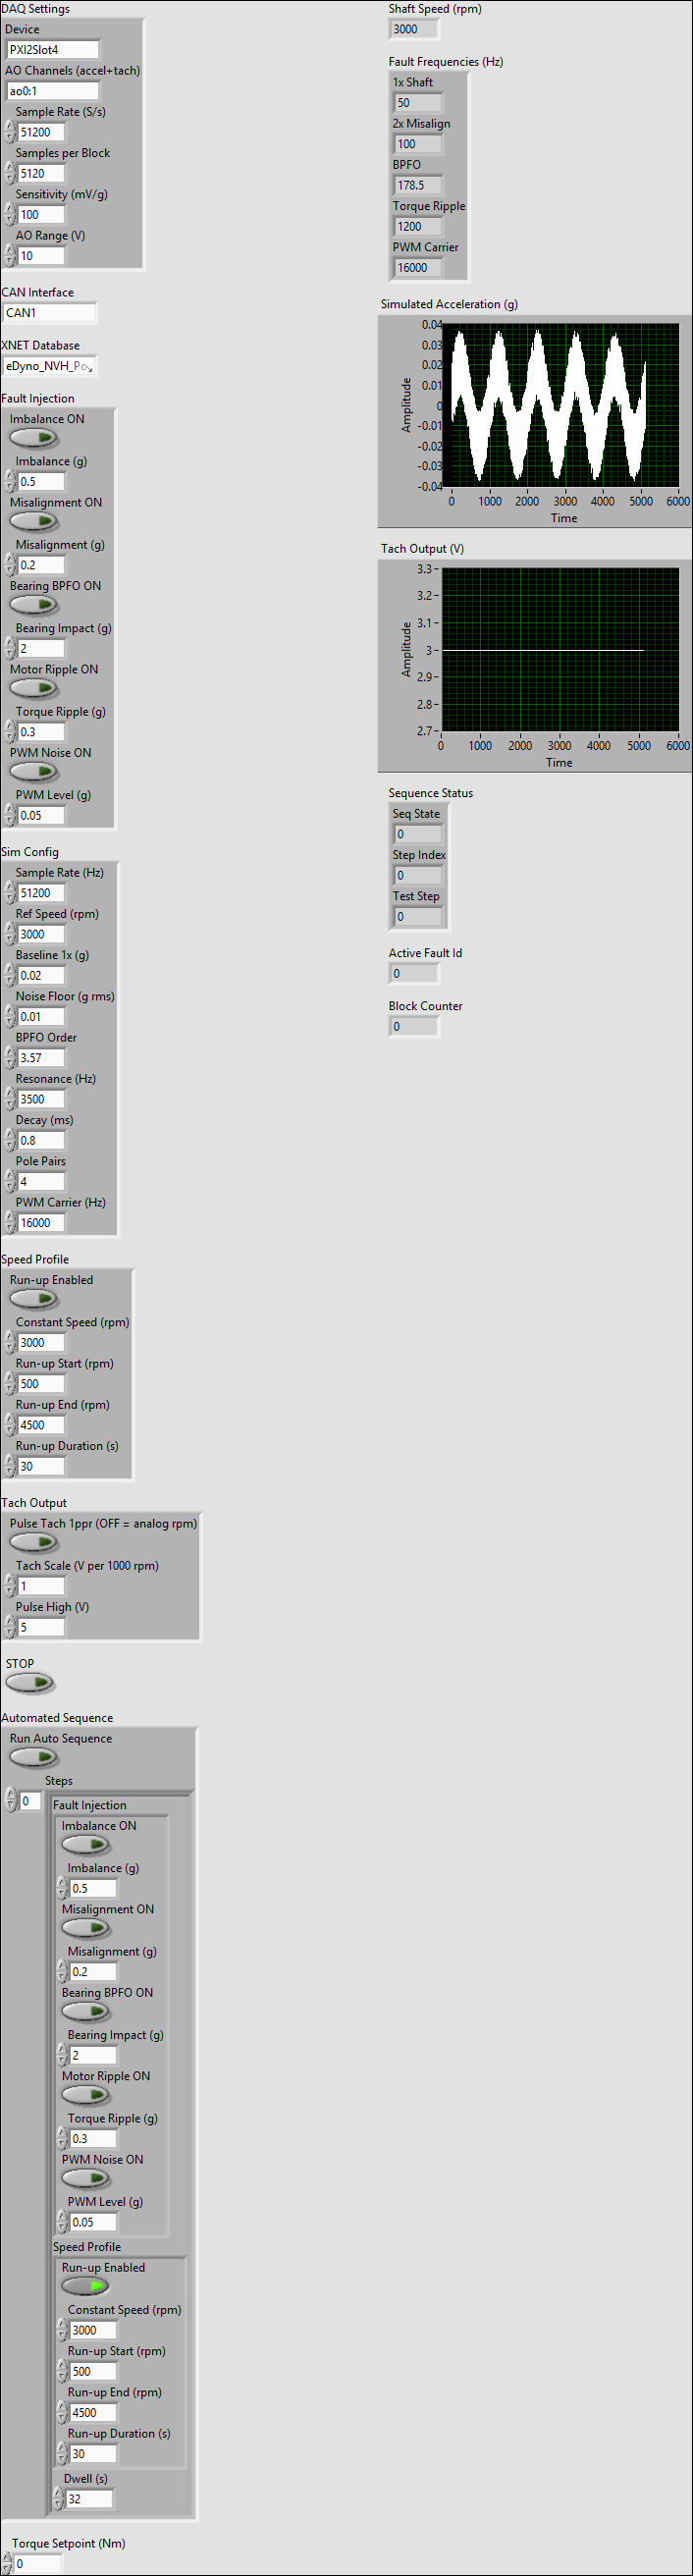 DAQ Settings
Device
PXI2Slot4
AO Channels (accel+tach)
ao0:1
Sample Rate (S/s)
51200
Samples per Block
5120
Sensitivity (mV/g)
100
AO Range (V)
10
CAN Interface
CAN1
XNET Database
eDyno_NVH_Po
Fault Injection
Imbalance ON
Imbalance (g)
0.5
Misalignment ON
Misalignment (g)
0.2
Bearing BPFO ON
Bearing Impact (g)
2
Motor Ripple ON
Torque Ripple (g)
0.3
PWM Noise ON
PWM Level (g)
0.05
Sim Config
Sample Rate (Hz)
51200
Ref Speed (rpm)
3000
Baseline 1x (g)
0.02
Noise Floor (g rms)
0.01
BPFO Order
3.57
Resonance (Hz)
3500
Decay (ms)
0.8
Pole Pairs
4
PWM Carrier (Hz)
16000
Speed Profile
Run-up Enabled
Constant Speed (rpm)
3000
Run-up Start (rpm)
500
Run-up End (rpm)
4500
Run-up Duration (s)
30
Tach Output
Pulse Tach 1ppr (OFF = analog rpm)
Tach Scale (V per 1000 rpm)
1
Pulse High (V)
5
STOP
Automated Sequence
Run Auto Sequence
Steps
0
Fault Injection
Imbalance ON
Imbalance (g)
0.5
Misalignment ON
Misalignment (g)
0.2
Bearing BPFO ON
Bearing Impact (g)
2
Motor Ripple ON
Torque Ripple (g)
0.3
PWM Noise ON
PWM Level (g)
0.05
Speed Profile
Run-up Enabled
Constant Speed (rpm)
3000
Run-up Start (rpm)
500
Run-up End (rpm)
4500
Run-up Duration (s)
30
Dwell (s)
32
Torque Setpoint (Nm)
0
Shaft Speed (rpm)
3000
Fault Frequencies (Hz)
1x Shaft
50
2x Misalign
100
BPFO
178.5
Torque Ripple
1200
PWM Carrier
16000
Simulated Acceleration (g)
Amplitude
0.04
0.03
0.02
0.01
0
-0.01
-0.02
-0.03
-0.04
0 1000 2000 3000 4000 5000 6000
Time
Tach Output (V)
Amplitude
3.3
3.2
3.1
3
2.9
2.8
2.7
0 1000 2000 3000 4000 5000 6000
Time
Sequence Status
Seq State
0
Step Index
0
Test Step
0
Active Fault Id
0
Block Counter
0